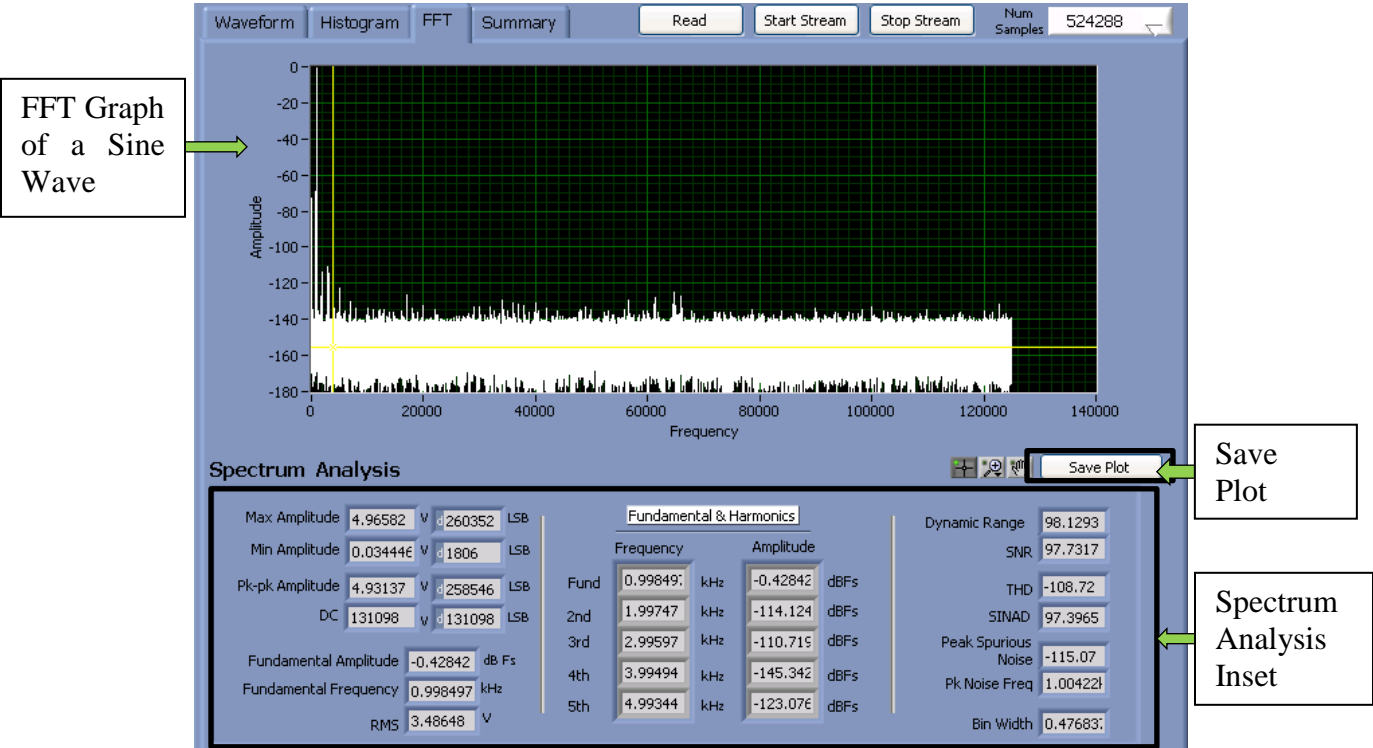 Waveform Histogram FFT Summary Read Start Stream Stop Stream Num Samples 524288
FFT Graph
of a Sine
Wave
Amplitude
0
-20
-40
-60
-80
-100
-120
-140
-160
-180
0 20000 40000 60000 80000 100000 120000 140000
Frequency
Spectrum Analysis
Save Plot
Save
Plot
Max Amplitude 4.96582 V d 260352 LSB
Min Amplitude 0.034446 V d 1806 LSB
Pk-pk Amplitude 4.93137 V d 258546 LSB
DC 131098 V d 131098 LSB
Fundamental Amplitude -0.42842 dB Fs
Fundamental Frequency 0.998497 kHz
RMS 3.48648 V
Fundamental & Harmonics
Frequency Amplitude
Fund 0.998497 kHz -0.42842 dBFs
2nd 1.99747 kHz -114.124 dBFs
3rd 2.99597 kHz -110.719 dBFs
4th 3.99494 kHz -145.342 dBFs
5th 4.99344 kHz -123.076 dBFs
Dynamic Range 98.1293
SNR 97.7317
THD -108.72
SINAD 97.3965
Peak Spurious
Noise -115.07
Pk Noise Freq 1.00422
Bin Width 0.47683
Spectrum
Analysis
Inset